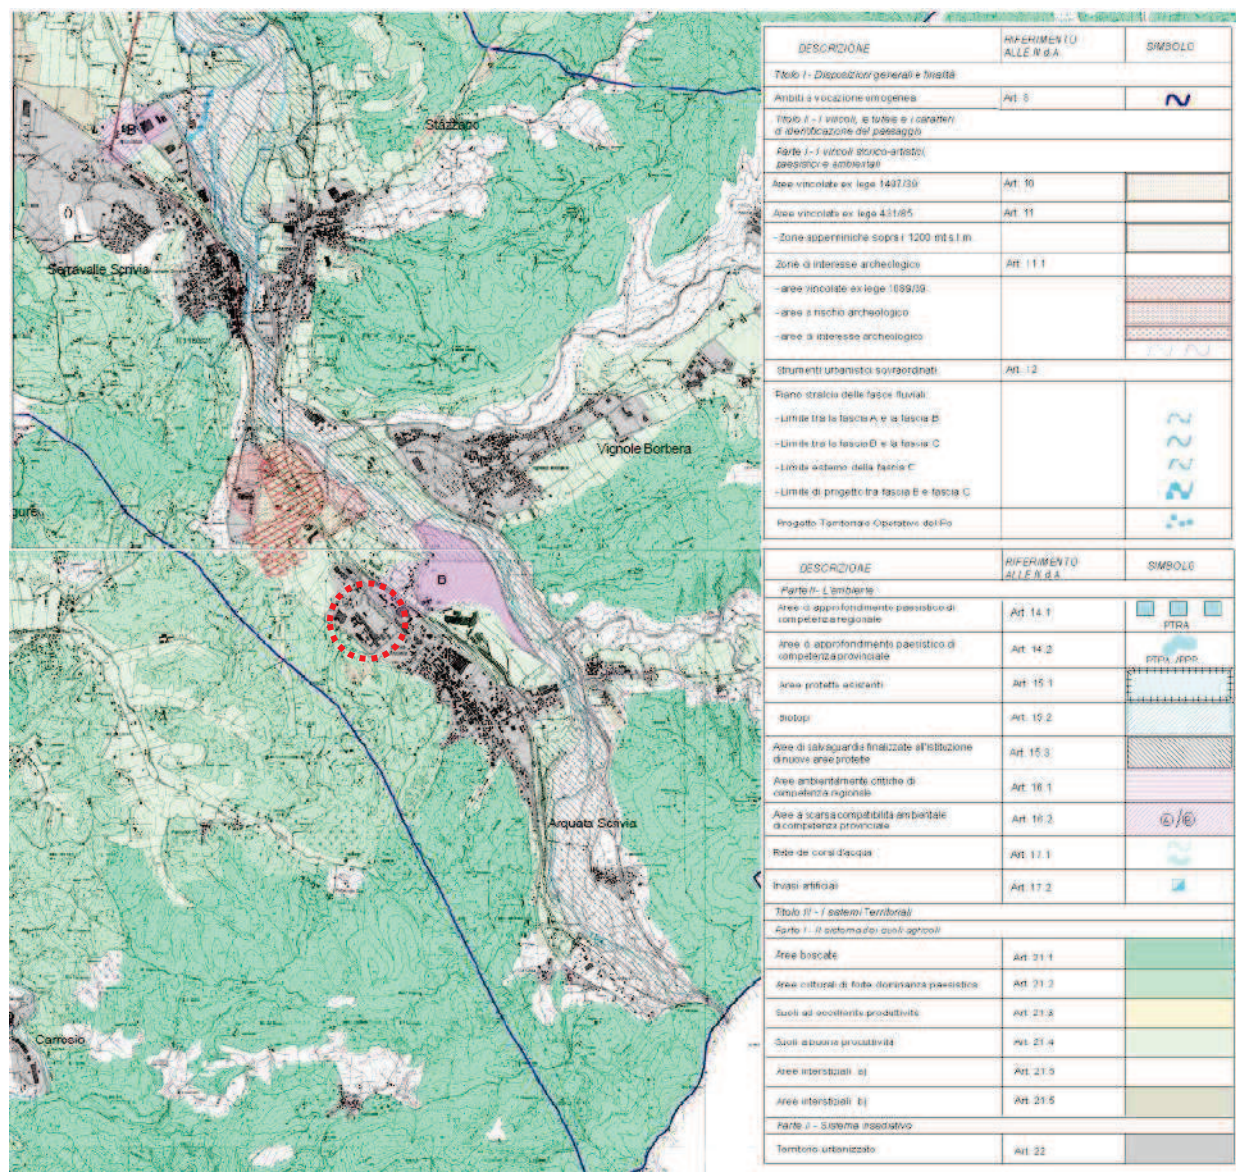 Stazzano
B
Serravalle Scrivia
Vignole Borbera
gure
B
Arquata Scrivia
Carrosio
DESCRIZIONE
RIFERIMENTO
ALLE N.d.A.
SIMBOLO
Titolo I - Disposizioni generali e finalità
Ambiti a vocazione omogenea
Art. 8
Titolo II - I vincoli, le tutele e i caratteri
di identificazione del paesaggio
Parte I - I vincoli storico-artistici,
paesistici e ambientali
Aree vincolate ex lege 1497/39
Art. 10
Aree vincolate ex lege 431/85
Art. 11
-Zone appenniniche sopra i 1200 mt s.l.m.
Zone di interesse archeologico
Art. 11.1
-aree vincolate ex lege 1089/39
-aree a rischio archeologico
-aree di interesse archeologico
Strumenti urbanistici sovraordinati
Art. 12
Piano stralcio delle fasce fluviali:
-Limite tra la fascia A e la fascia B
-Limite tra la fascia B e la fascia C
-Limite esterno della fascia C
-Limite di progetto tra fascia B e fascia C
Progetto Territoriale Operativo del Po
DESCRIZIONE
RIFERIMENTO
ALLE N.d.A.
SIMBOLO
Parte II - L'ambiente
Aree di approfondimento paesistico di
competenza regionale
Art. 14.1
PTRA
Aree di approfondimento paesistico di
competenza provinciale
Art. 14.2
PTPA /PPP
Aree protette esistenti
Art. 15.1
Biotopi
Art. 15.2
Aree di salvaguardia finalizzate all'istituzione
di nuove aree protette
Art. 15.3
Aree ambientalmente critiche di
competenza regionale
Art. 16.1
Aree a scarsa compatibilità ambientale
di competenza provinciale
Art. 16.2
A/B
Rete dei corsi d'acqua
Art. 17.1
Invasi artificiali
Art. 17.2
Titolo III - I sistemi Territoriali
Parte I - Il sistema dei suoli agricoli
Aree boscate
Art. 21.1
Aree colturali di forte dominanza paesistica
Art. 21.2
Suoli ad eccellente produttività
Art. 21.3
Suoli a buona produttività
Art. 21.4
Aree interstiziali a)
Art. 21.5
Aree interstiziali b)
Art. 21.5
Parte II - Sistema insediativo
Territorio urbanizzato
Art. 22